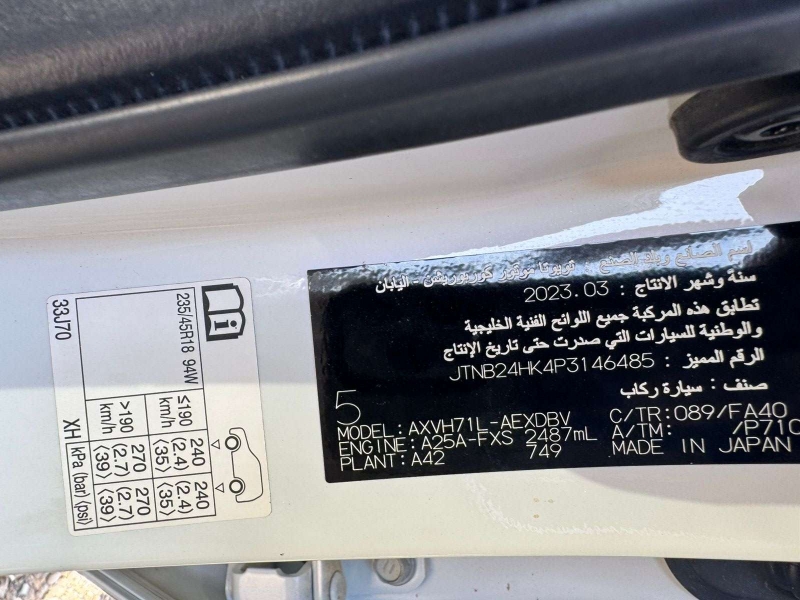 33J70
235/45R18 94W
XH
≤190 km/h
>190 km/h
kPa (bar) (psi)
240 (2.4) (35)
240 (2.4) (35)
270 (2.7) (39)
270 (2.7) (39)
اسم الصانع وبلد الصنع : تويوتا موتور كوربوريشن - اليابان
سنة وشهر الانتاج : 2023.03
تطابق هذه المركبة جميع اللوائح الفنية الخليجية
والوطنية للسيارات التي صدرت حتى تاريخ الإنتاج
الرقم المميز : JTNB24HK4P3146485
صنف : سيارة ركاب
5
MODEL: AXVH71L-AEXDBV C/TR: 089/FA40
ENGINE: A25A-FXS 2487mL A/TM: /P710
PLANT: A42 749 MADE IN JAPAN